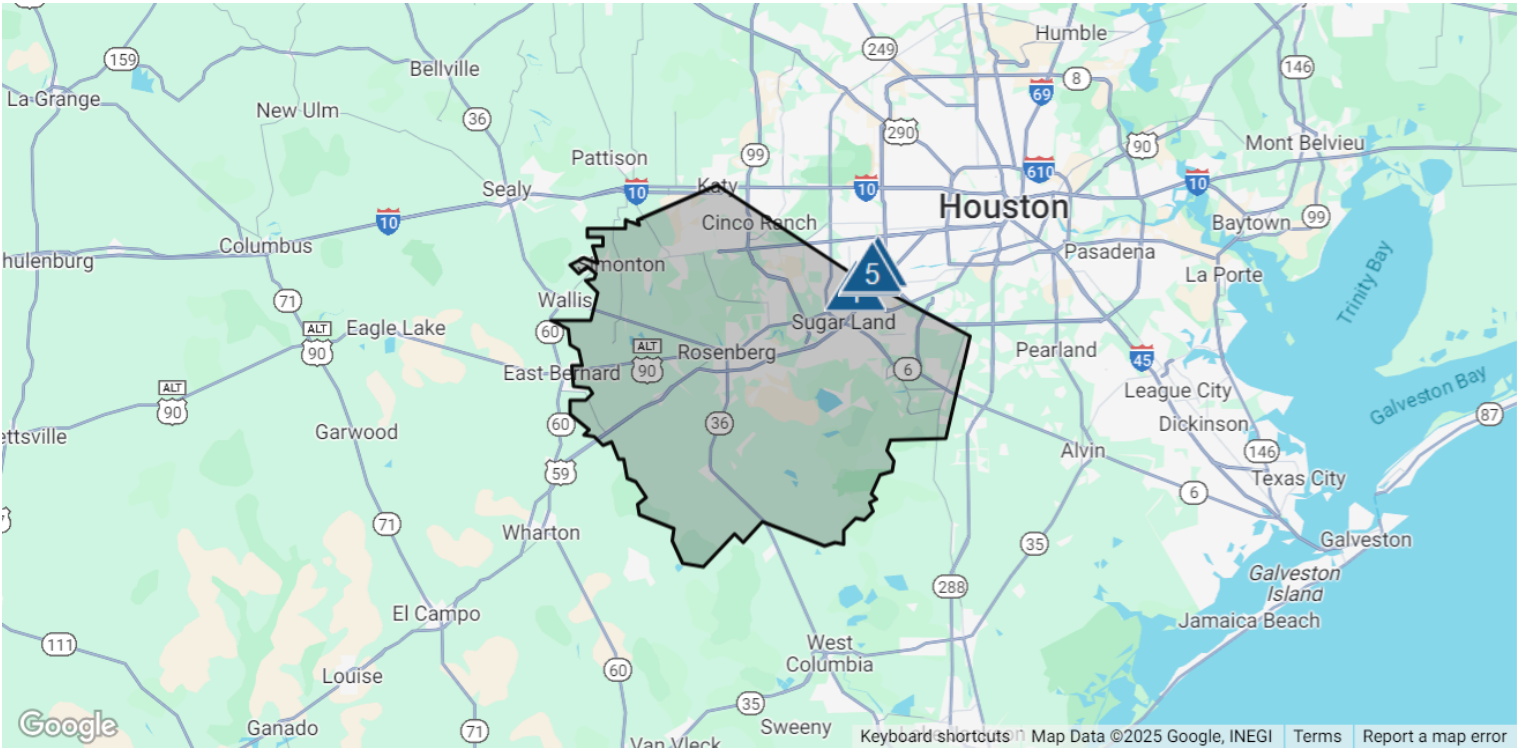 Humble
249
159
146
Bellville
8
La Grange
69
New Ulm
36
290
90
Mont Belvieu
Pattison
99
610
Sealy
10
Katy
10
10
10
Houston
Cinco Ranch
Baytown
99
Columbus
Pasadena
hulenburg
monton
La Porte
5
Trinity Bay
71
Wallis
Sugar Land
ALT
90
Eagle Lake
60
ALT
90
Rosenberg
Pearland
45
East Bernard
6
ALT
90
League City
Galveston Bay
87
ettsville
Garwood
60
36
Dickinson
Alvin
146
59
Texas City
6
71
Wharton
35
Galveston
Galveston
Island
288
El Campo
Jamaica Beach
111
West
Columbia
60
Louise
35
Ganado
71
Sweeny
Van Vleck
Google
Keyboard shortcuts
Map Data ©2025 Google, INEGI
Terms
Report a map error